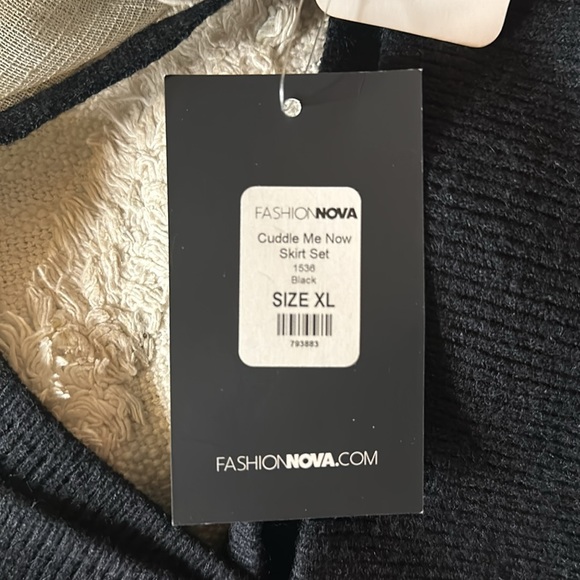 FASHIONNOVA
Cuddle Me Now
Skirt Set
1536
Black
SIZE XL
793883
FASHIONNOVA.COM